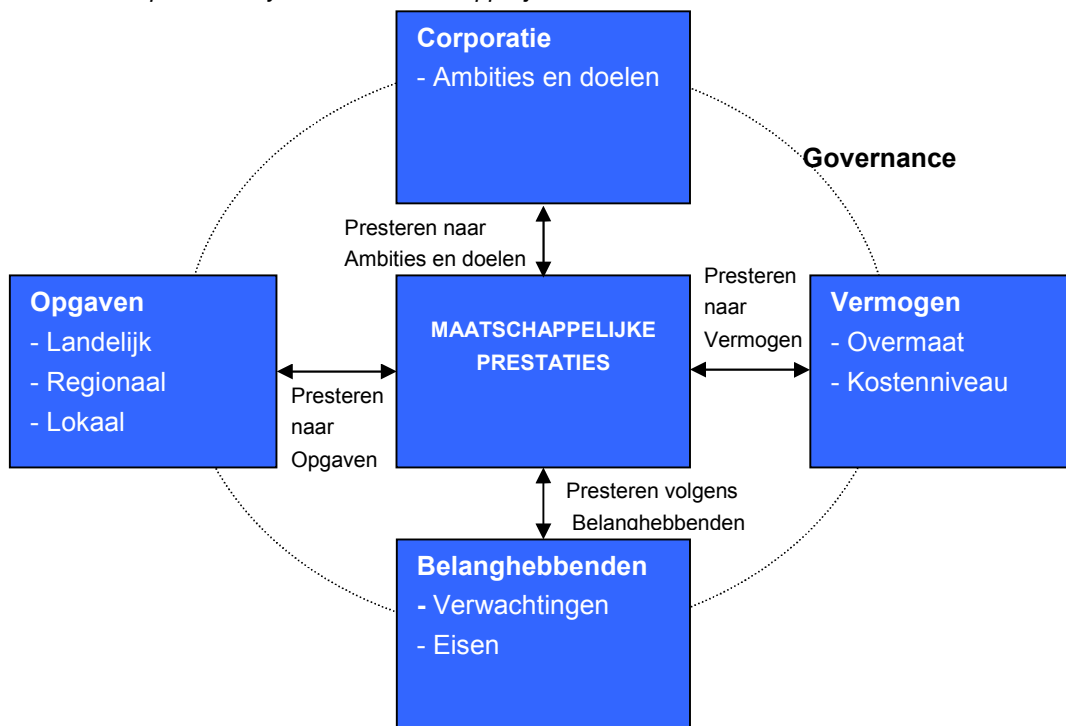 Corporatie
- Ambities en doelen
Governance
Presteren naar
Ambities en doelen
Opgaven
- Landelijk
- Regionaal
- Lokaal
Presteren
naar
Opgaven
MAATSCHAPPELIJKE
PRESTATIES
Presteren
naar
Vermogen
Vermogen
- Overmaat
- Kostenniveau
Presteren volgens
Belanghebbenden
Belanghebbenden
- Verwachtingen
- Eisen